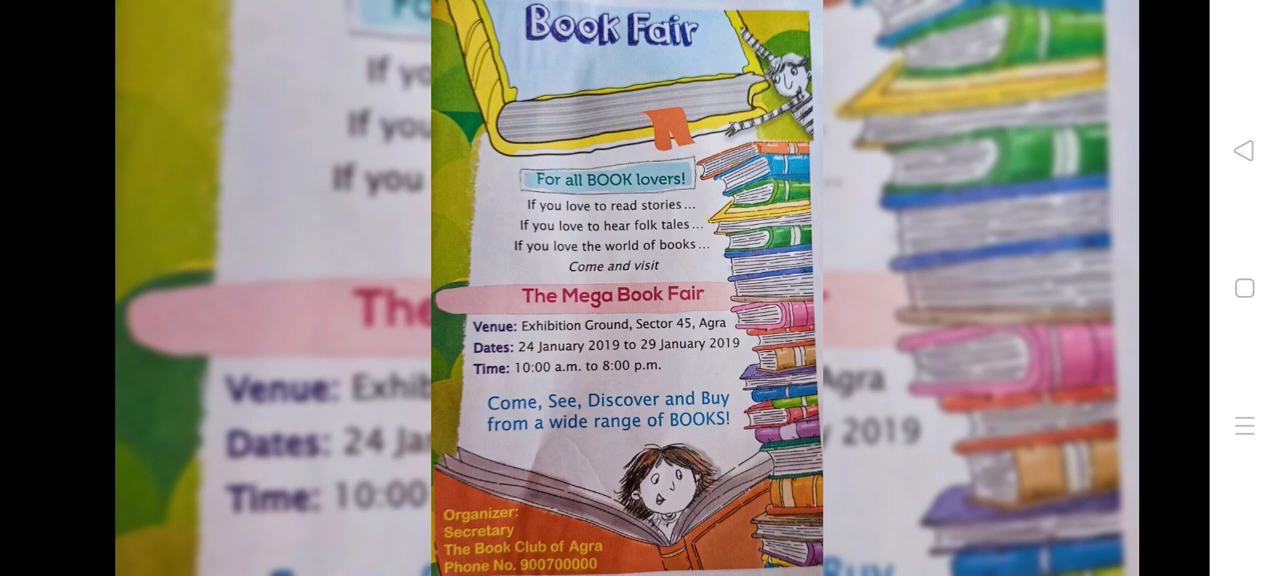 Book Fair
For all BOOK lovers!
If you love to read stories...
If you love to hear folk tales...
If you love the world of books...
Come and visit
The Mega Book Fair
Venue: Exhibition Ground, Sector 45, Agra
Dates: 24 January 2019 to 29 January 2019
Time: 10:00 a.m. to 8:00 p.m.
Come, See, Discover and Buy
from a wide range of BOOKS!
Organizer:
Secretary
The Book Club of Agra
Phone No. 900700000